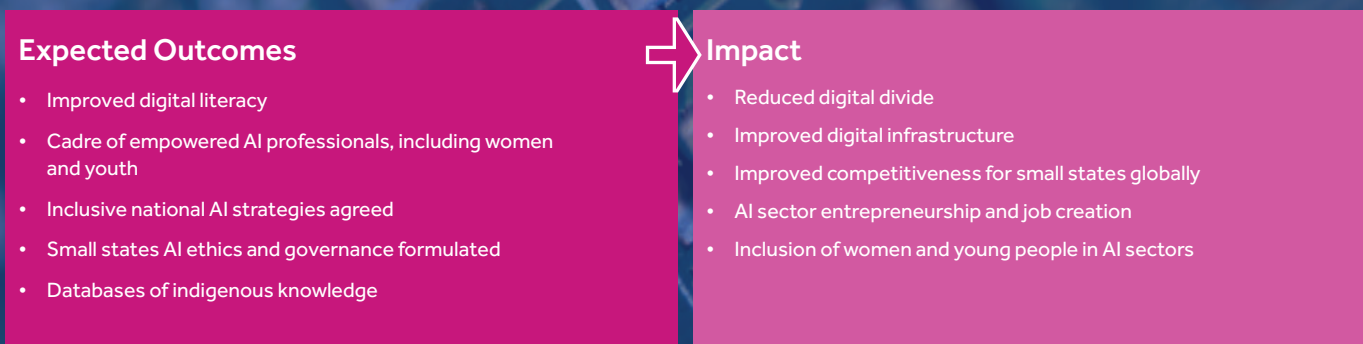 Expected Outcomes
• Improved digital literacy
• Cadre of empowered AI professionals, including women
and youth
• Inclusive national AI strategies agreed
• Small states AI ethics and governance formulated
• Databases of indigenous knowledge
Impact
• Reduced digital divide
• Improved digital infrastructure
• Improved competitiveness for small states globally
• AI sector entrepreneurship and job creation
• Inclusion of women and young people in AI sectors